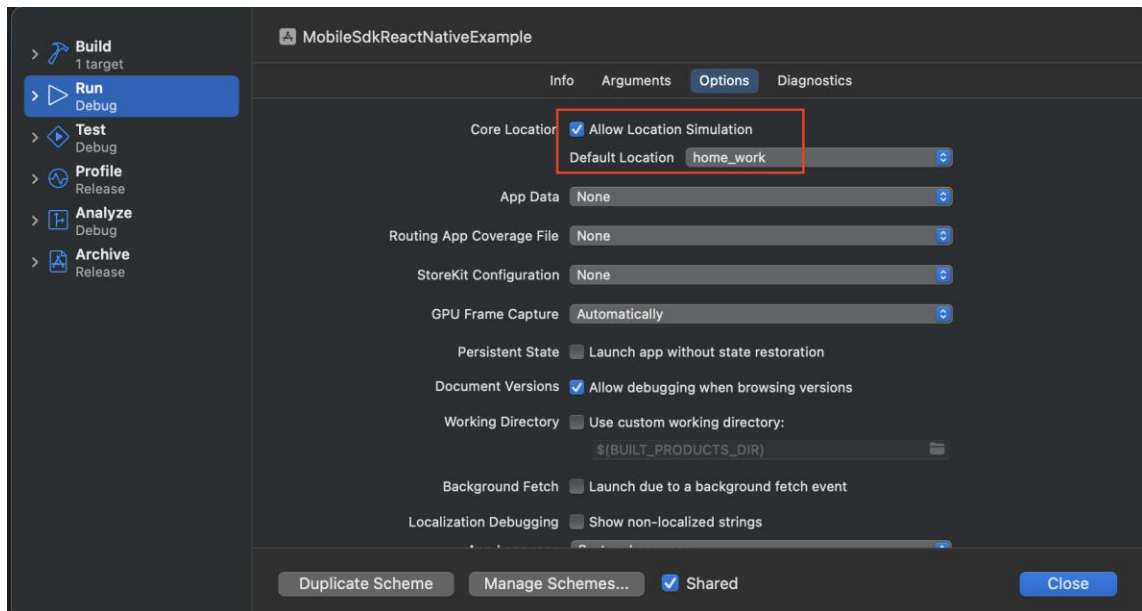 Build
1 target
Run
Debug
Test
Debug
Profile
Release
Analyze
Debug
Archive
Release
MobileSdkReactNativeExample
Info Arguments Options Diagnostics
Core Location Allow Location Simulation
Default Location home_work
App Data None
Routing App Coverage File None
StoreKit Configuration None
GPU Frame Capture Automatically
Persistent State Launch app without state restoration
Document Versions Allow debugging when browsing versions
Working Directory Use custom working directory:
$(BUILT_PRODUCTS_DIR)
Background Fetch Launch due to a background fetch event
Localization Debugging Show non-localized strings
Duplicate Scheme Manage Schemes... Shared Close